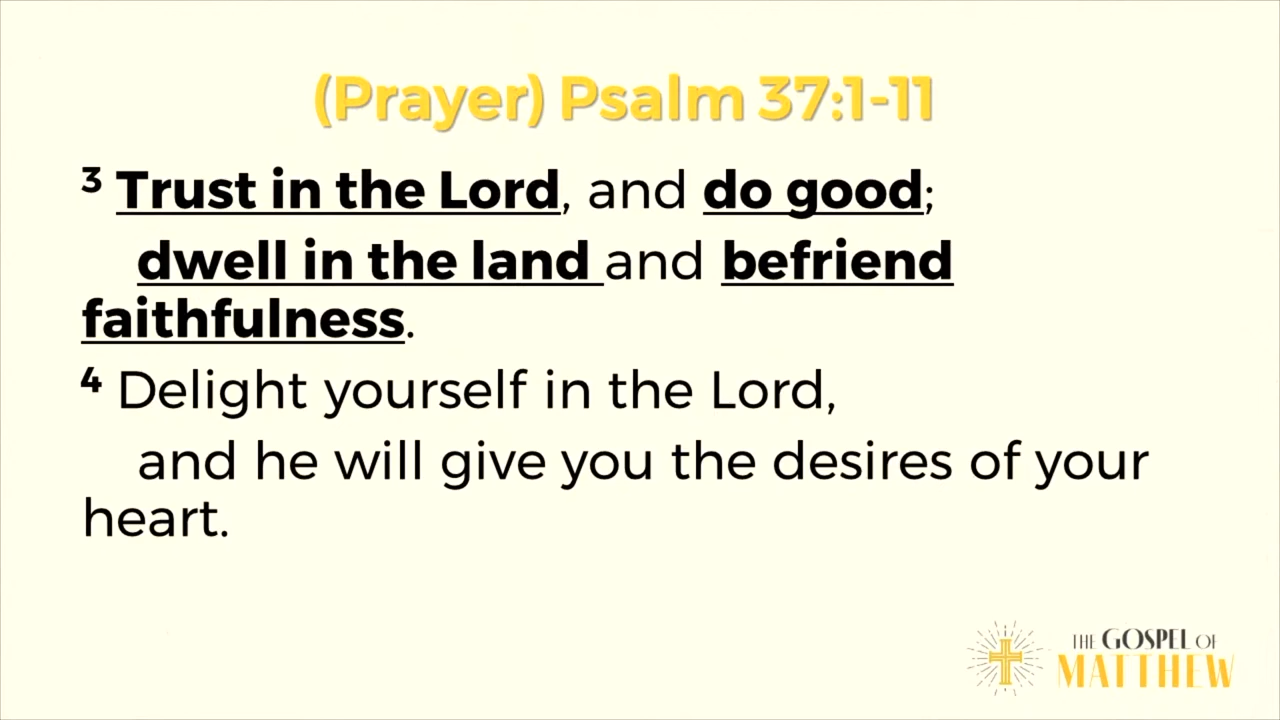 (Prayer) Psalm 37:1-11
3 Trust in the Lord, and do good;
dwell in the land and befriend
faithfulness.
4 Delight yourself in the Lord,
and he will give you the desires of your
heart.
THE GOSPEL OF
MATTHEW